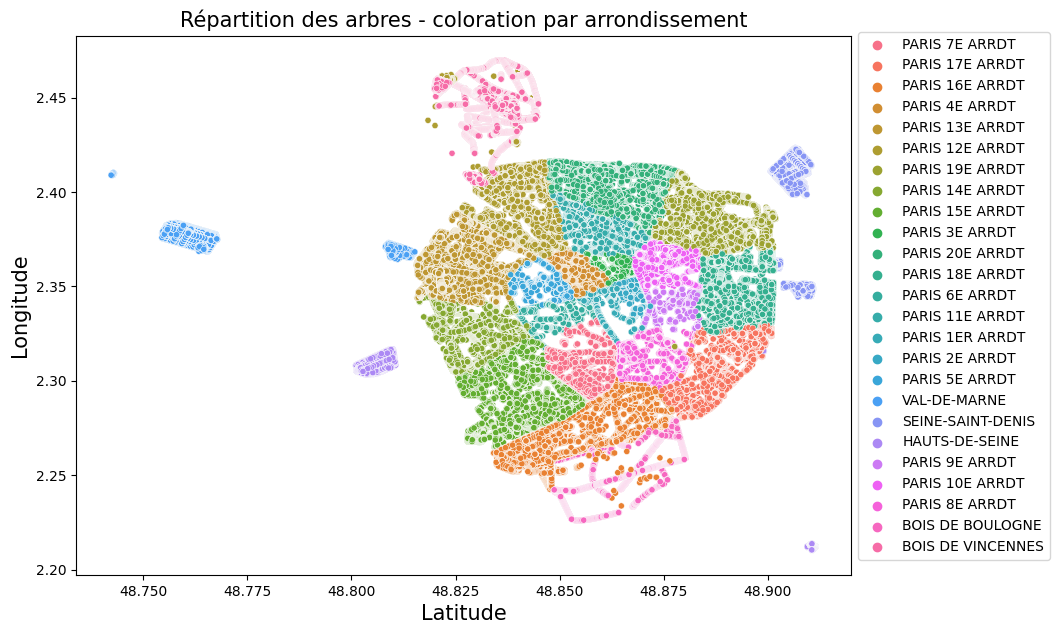 Répartition des arbres - coloration par arrondissement
Longitude
2.45
2.40
2.35
2.30
2.25
2.20
48.750
48.775
48.800
48.825
48.850
48.875
48.900
Latitude
PARIS 7E ARRDT
PARIS 17E ARRDT
PARIS 16E ARRDT
PARIS 4E ARRDT
PARIS 13E ARRDT
PARIS 12E ARRDT
PARIS 19E ARRDT
PARIS 14E ARRDT
PARIS 15E ARRDT
PARIS 3E ARRDT
PARIS 20E ARRDT
PARIS 18E ARRDT
PARIS 6E ARRDT
PARIS 11E ARRDT
PARIS 1ER ARRDT
PARIS 2E ARRDT
PARIS 5E ARRDT
VAL-DE-MARNE
SEINE-SAINT-DENIS
HAUTS-DE-SEINE
PARIS 9E ARRDT
PARIS 10E ARRDT
PARIS 8E ARRDT
BOIS DE BOULOGNE
BOIS DE VINCENNES